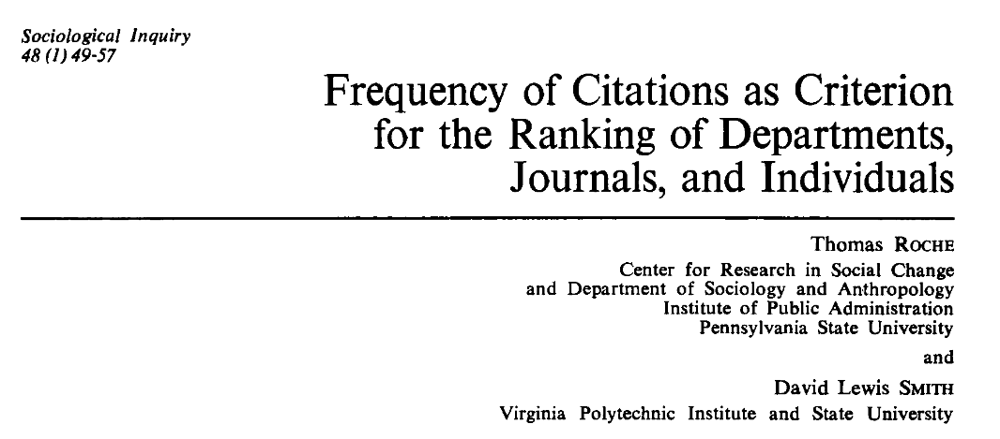 Sociological Inquiry
48 (1) 49-57
Frequency of Citations as Criterion
for the Ranking of Departments,
Journals, and Individuals
Thomas ROCHE
Center for Research in Social Change
and Department of Sociology and Anthropology
Institute of Public Administration
Pennsylvania State University
and
David Lewis SMITH
Virginia Polytechnic Institute and State University